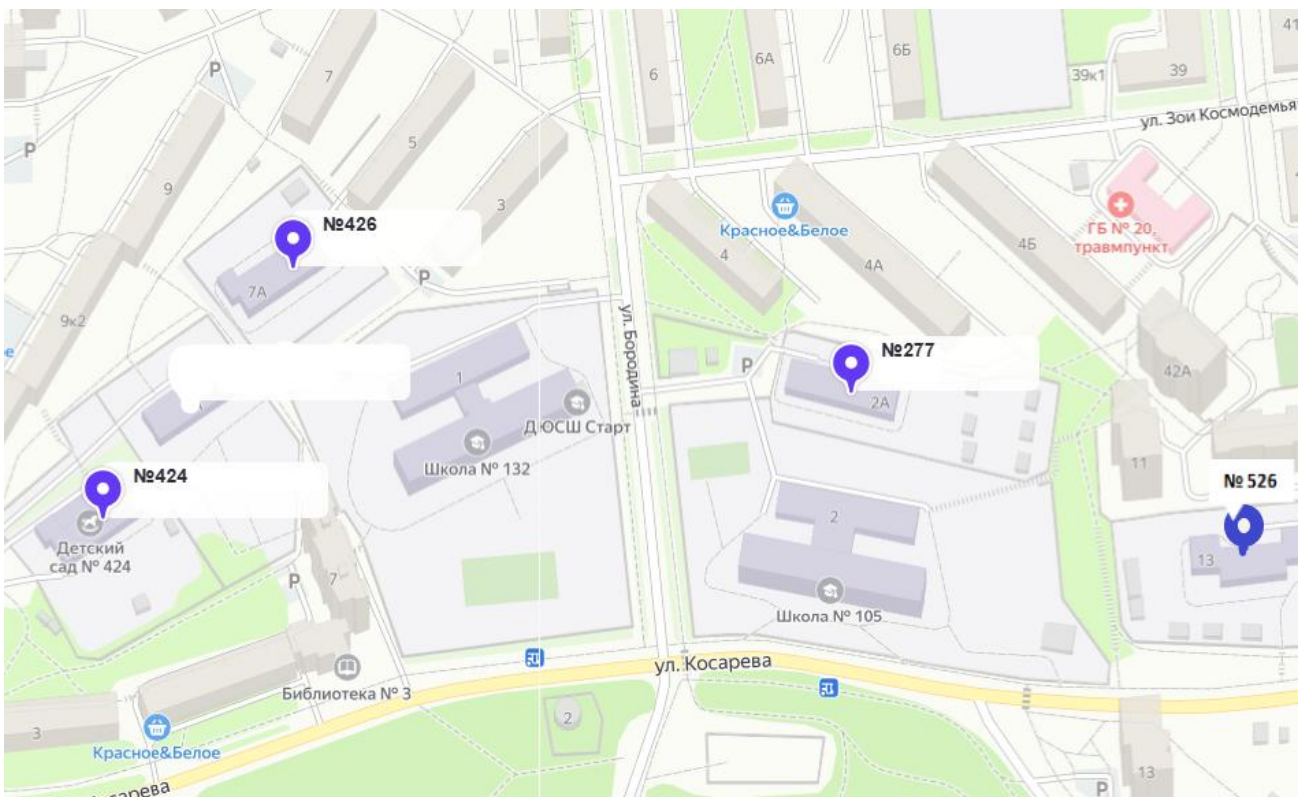 7
P
6
6А
6Б
41
39к1
39
ул. Зои Космодемья
P
5
9
3
№426
Красное&Белое
4
4А
4Б
ГБ № 20,
травмпункт
7А
P
9к2
е
ул. Бородина
№277
P
2А
42А
1
ДЮСШ Старт
Школа № 132
11
№ 526
№424
Детский
сад № 424
2
13
P
7
Школа № 105
ул. Косарева
Библиотека № 3
3
Красное&Белое
2
13
P
сарева